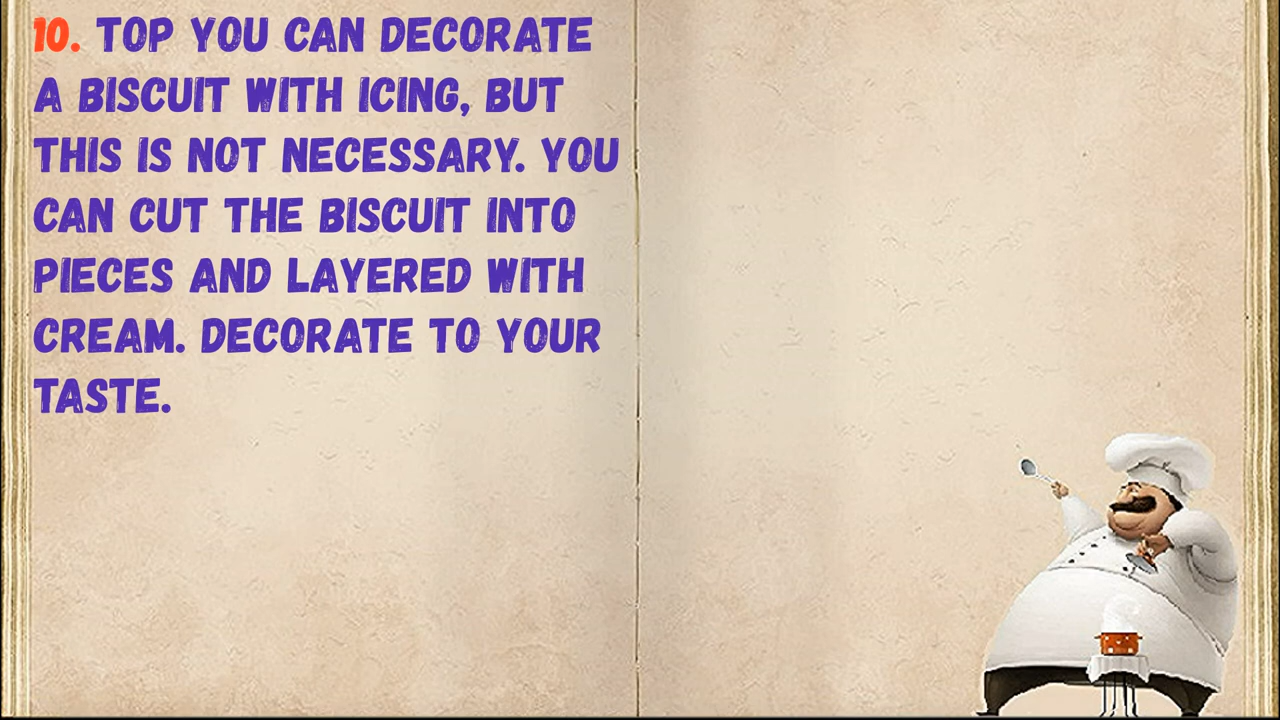 10. TOP YOU CAN DECORATE
A BISCUIT WITH ICING, BUT
THIS IS NOT NECESSARY. YOU
CAN CUT THE BISCUIT INTO
PIECES AND LAYERED WITH
CREAM. DECORATE TO YOUR
TASTE.